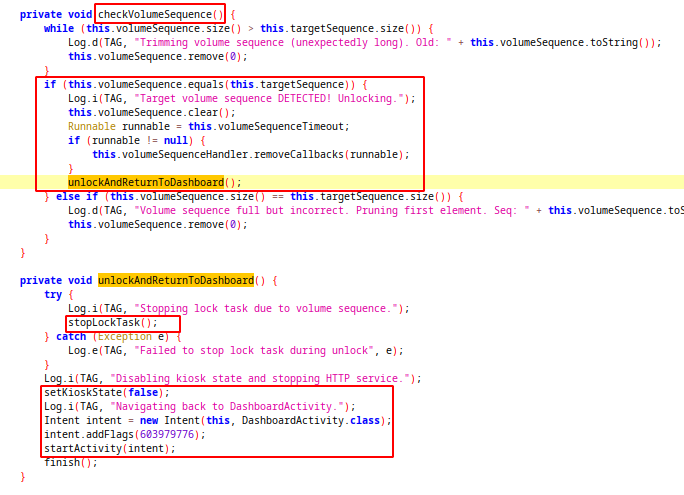 private void checkVolumeSequence() {
while (this.volumeSequence.size() > this.targetSequence.size()) {
Log.d(TAG, "Trimming volume sequence (unexpectedly long). Old: " + this.volumeSequence.toString());
this.volumeSequence.remove(0);
}
if (this.volumeSequence.equals(this.targetSequence)) {
Log.i(TAG, "Target volume sequence DETECTED! Unlocking.");
this.volumeSequence.clear();
Runnable runnable = this.volumeSequenceTimeout;
if (runnable != null) {
this.volumeSequenceHandler.removeCallbacks(runnable);
}
unlockAndReturnToDashboard();
} else if (this.volumeSequence.size() == this.targetSequence.size()) {
Log.d(TAG, "Volume sequence full but incorrect. Pruning first element. Seq: " + this.volumeSequence.toS
this.volumeSequence.remove(0);
}
}
private void unlockAndReturnToDashboard() {
try {
Log.i(TAG, "Stopping lock task due to volume sequence.");
stopLockTask();
} catch (Exception e) {
Log.e(TAG, "Failed to stop lock task during unlock", e);
}
Log.i(TAG, "Disabling kiosk state and stopping HTTP service.");
setKioskState(false);
Log.i(TAG, "Navigating back to DashboardActivity.");
Intent intent = new Intent(this, DashboardActivity.class);
intent.addFlags(603979776);
startActivity(intent);
finish();
}